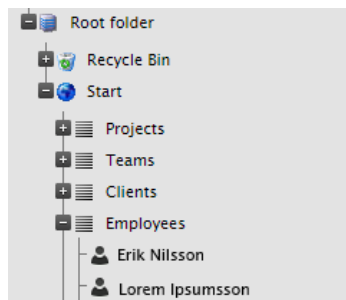 Root folder
Recycle Bin
Start
Projects
Teams
Clients
Employees
Erik Nilsson
Lorem Ipsumsson